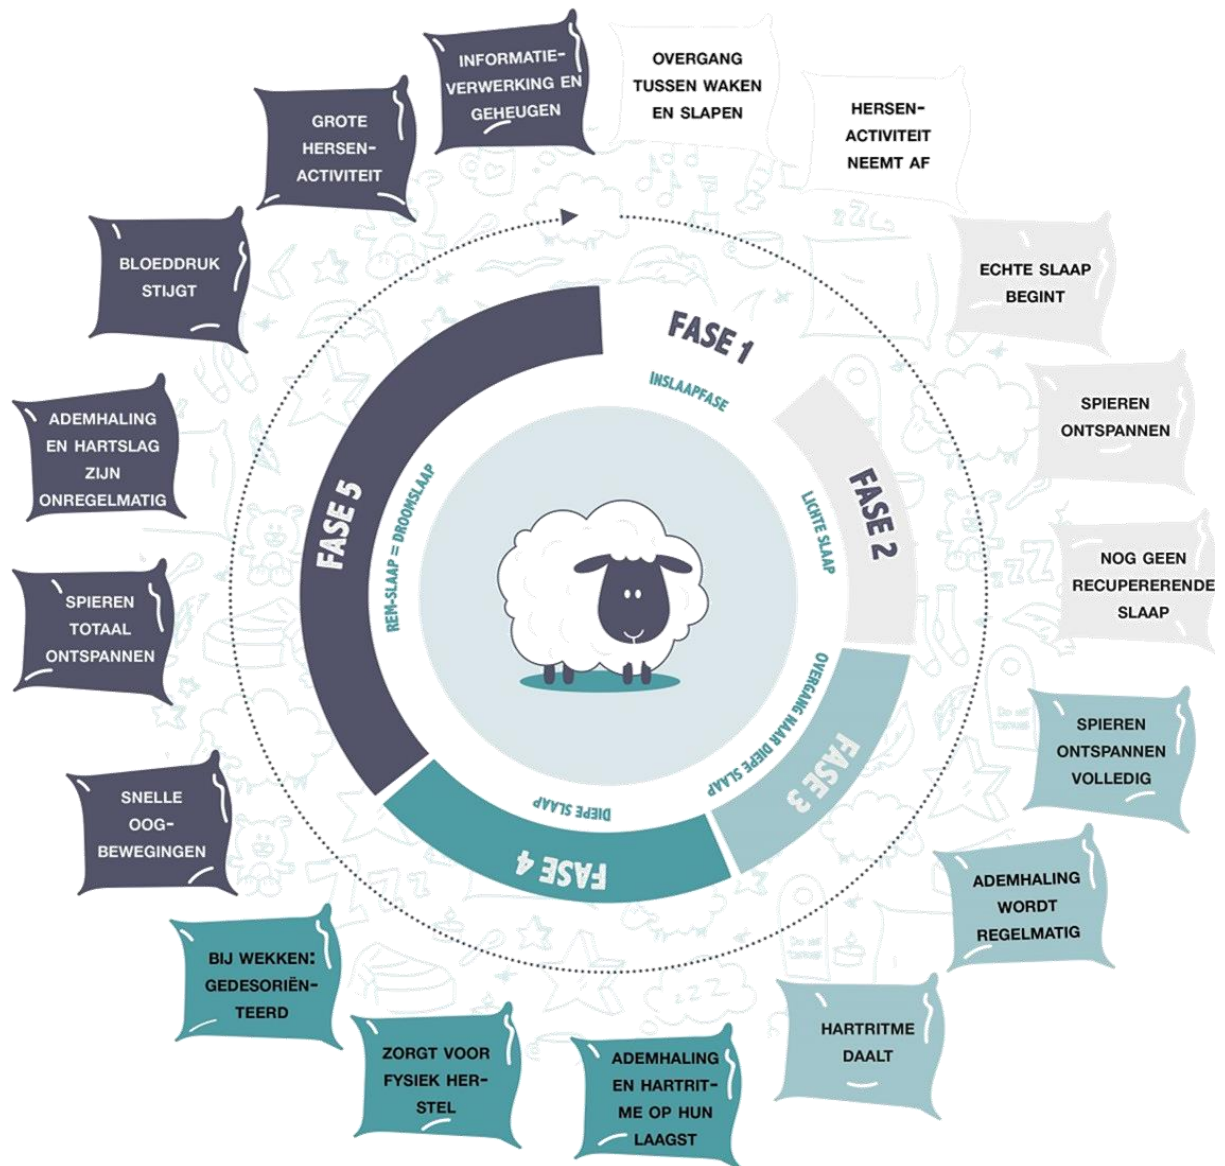 OVERGANG
TUSSEN WAKEN
EN SLAPEN
HERSEN-
ACTIVITEIT
NEEMT AF
ECHTE SLAAP
BEGINT
SPIEREN
ONTSPANNEN
NOG GEEN
RECUPERERENDE
SLAAP
SPIEREN
ONTSPANNEN
VOLLEDIG
ADEMHALING
WORDT
REGELMATIG
HARTRITME
DAALT
ADEMHALING
EN HARTRIT-
ME OP HUN
LAAGST
ZORGT VOOR
FYSIEK HER-
STEL
BIJ WEKKEN:
GEDESORIËN-
TEERD
SNELLE
OOG-
BEWEGINGEN
SPIEREN
TOTAAL
ONTSPANNEN
ADEMHALING
EN HARTSLAG
ZIJN
ONREGELMATIG
BLOEDDRUK
STIJGT
GROTE
HERSEN-
ACTIVITEIT
INFORMATIE-
VERWERKING EN
GEHEUGEN
FASE 1
INSLAAPFASE
FASE 2
LICHTE SLAAP
FASE 3
OVERGANG NAAR DIEPE SLAAP
FASE 4
DIEPE SLAAP
FASE 5
REM-SLAAP = DROOMSLAAP
ZZZ
ZZZZ
ZZZZ
ZZZ